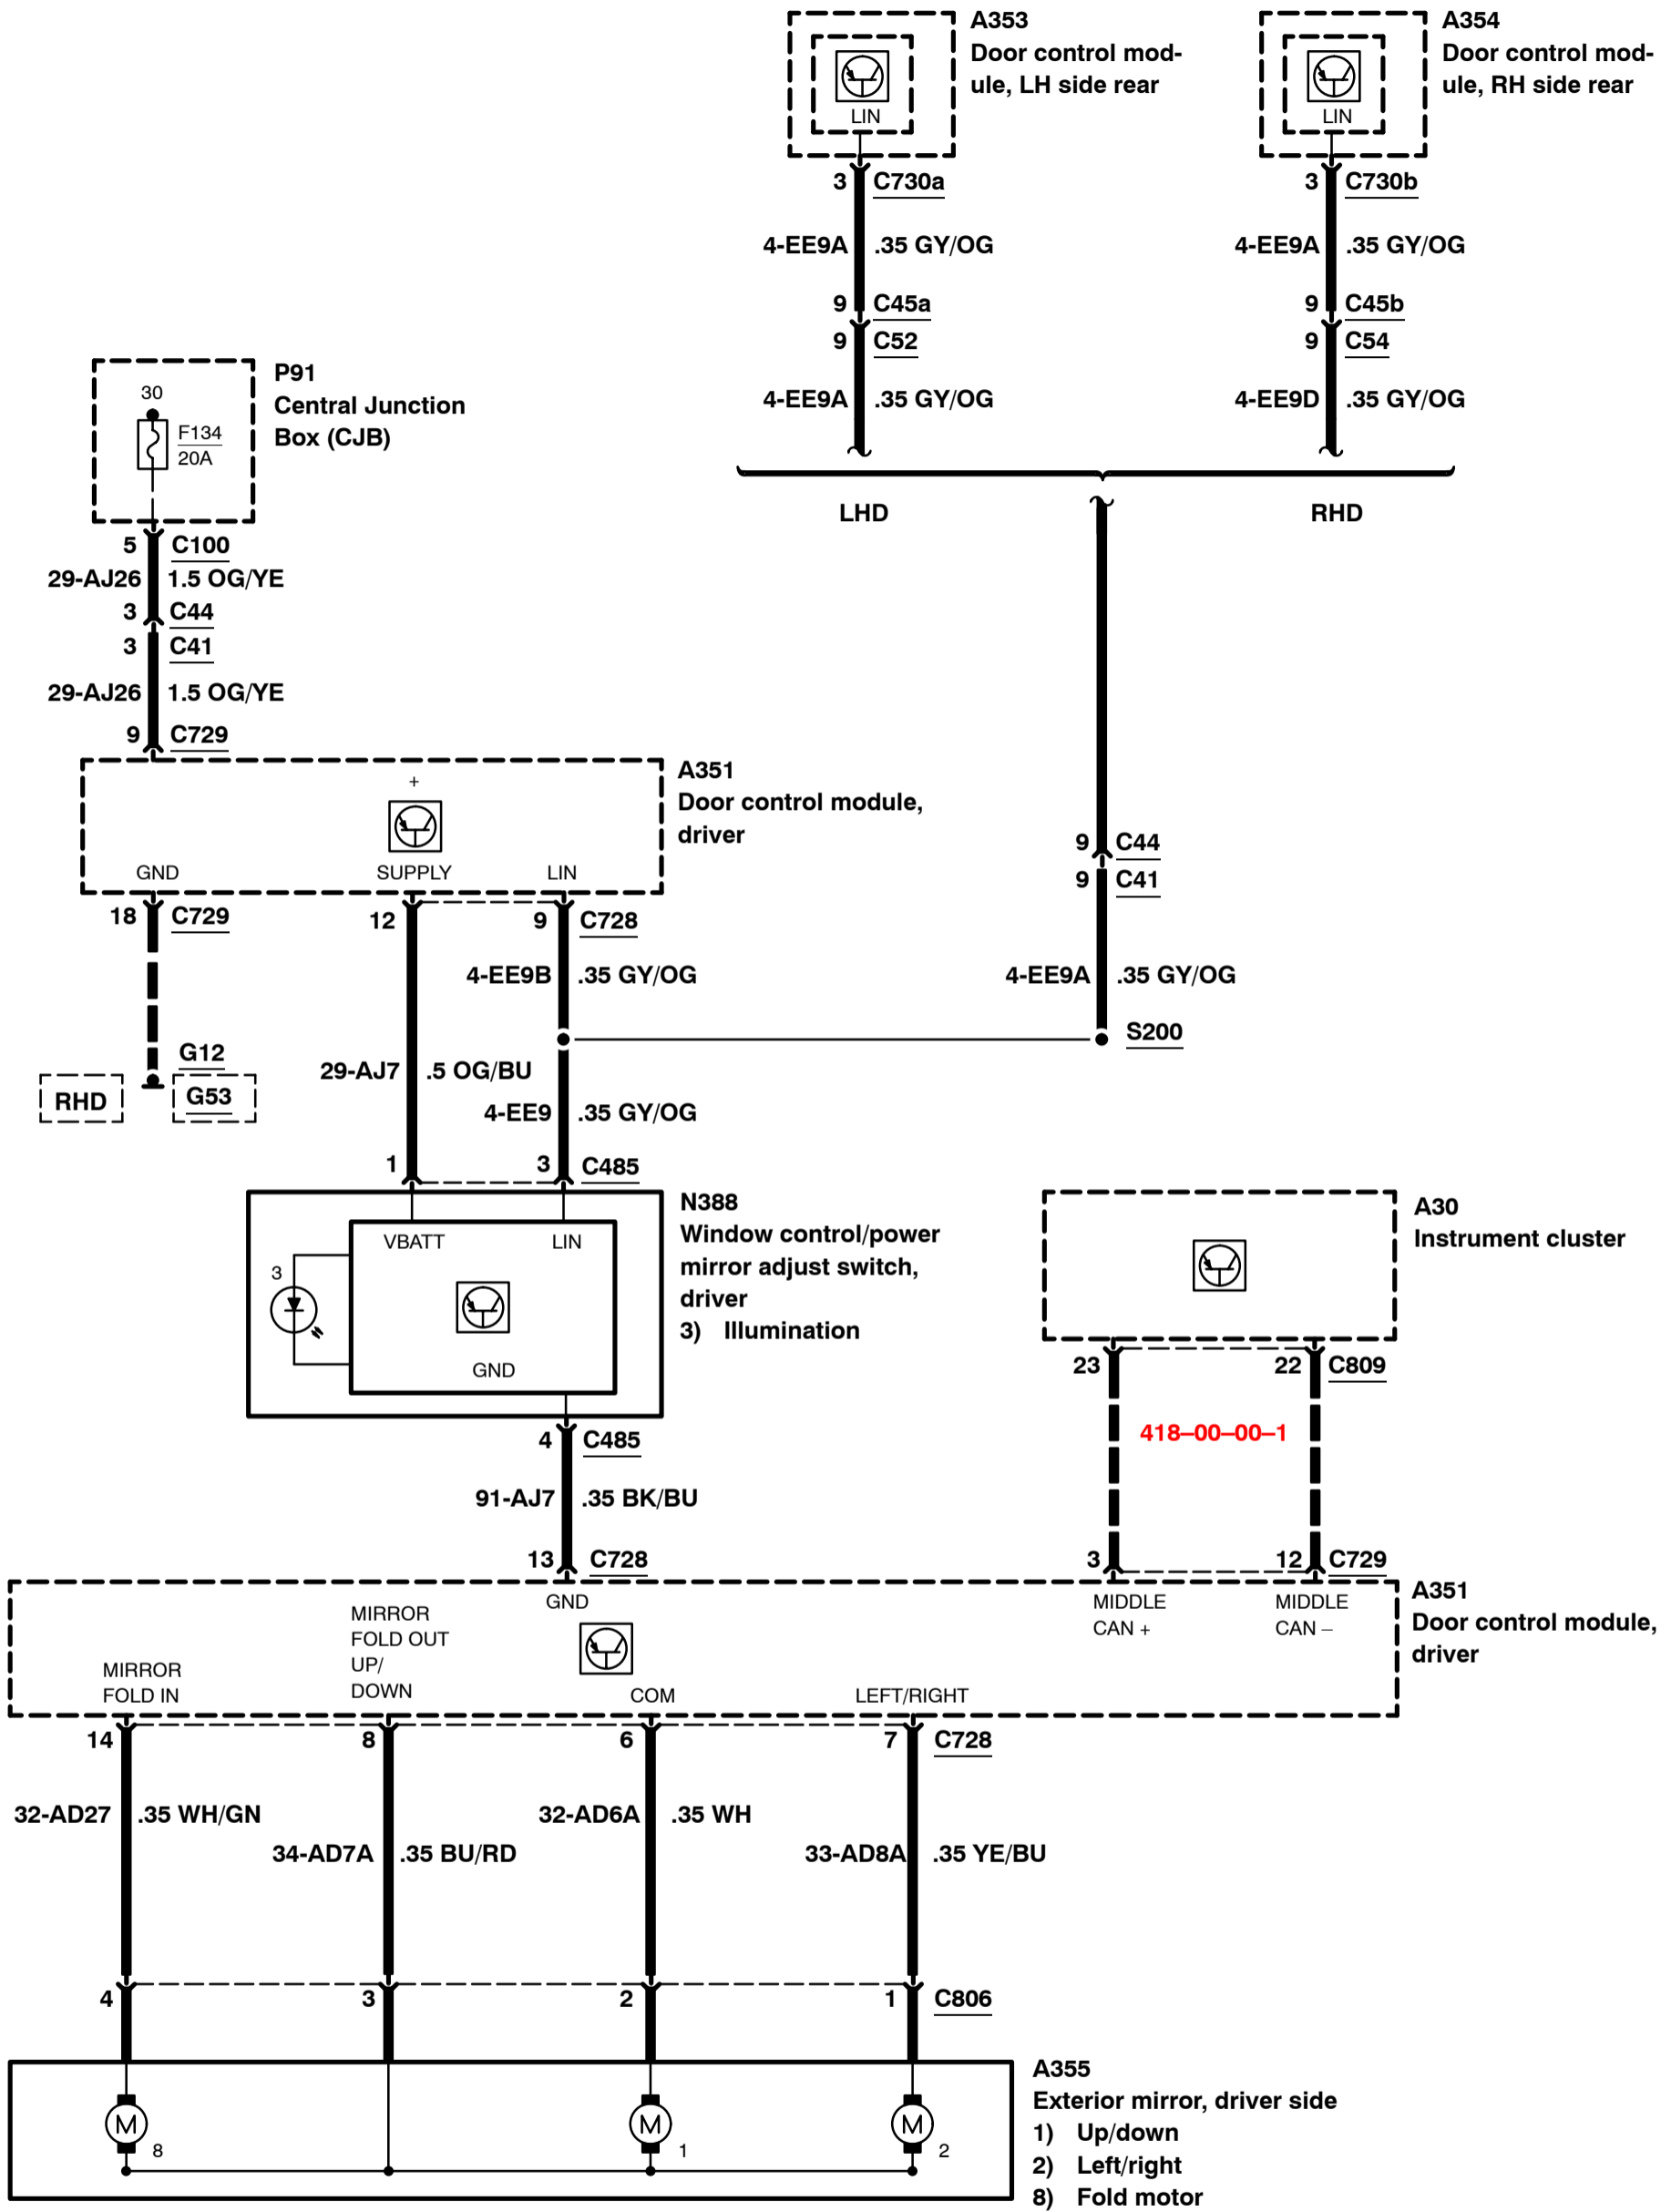 A353
Door control mod-
ule, LH side rear
LIN
A354
Door control mod-
ule, RH side rear
LIN
3 C730a
3 C730b
4-EE9A .35 GY/OG
4-EE9A .35 GY/OG
9 C45a
9 C45b
9 C52
9 C54
4-EE9A .35 GY/OG
4-EE9D .35 GY/OG
LHD
RHD
P91
Central Junction
Box (CJB)
30
F134
20A
5 C100
29-AJ26 1.5 OG/YE
3 C44
3 C41
29-AJ26 1.5 OG/YE
9 C729
A351
Door control module,
driver
+
GND SUPPLY LIN
9 C44
9 C41
18 C729
12 9 C728
4-EE9B .35 GY/OG
4-EE9A .35 GY/OG
S200
G12
RHD G53
29-AJ7 .5 OG/BU
4-EE9 .35 GY/OG
1 3 C485
N388
Window control/power
mirror adjust switch,
driver
3) Illumination
VBATT LIN
3
GND
A30
Instrument cluster
23 22 C809
418–00–00–1
4 C485
91-AJ7 .35 BK/BU
13 C728
3 12 C729
A351
Door control module,
driver
GND
MIDDLE
CAN +
MIDDLE
CAN –
MIRROR
FOLD OUT
UP/
DOWN
MIRROR
FOLD IN
COM
LEFT/RIGHT
14 8 6 7 C728
32-AD27 .35 WH/GN
32-AD6A .35 WH
34-AD7A .35 BU/RD
33-AD8A .35 YE/BU
4 3 2 1 C806
A355
Exterior mirror, driver side
1) Up/down
2) Left/right
8) Fold motor
M 8
M 1
M 2